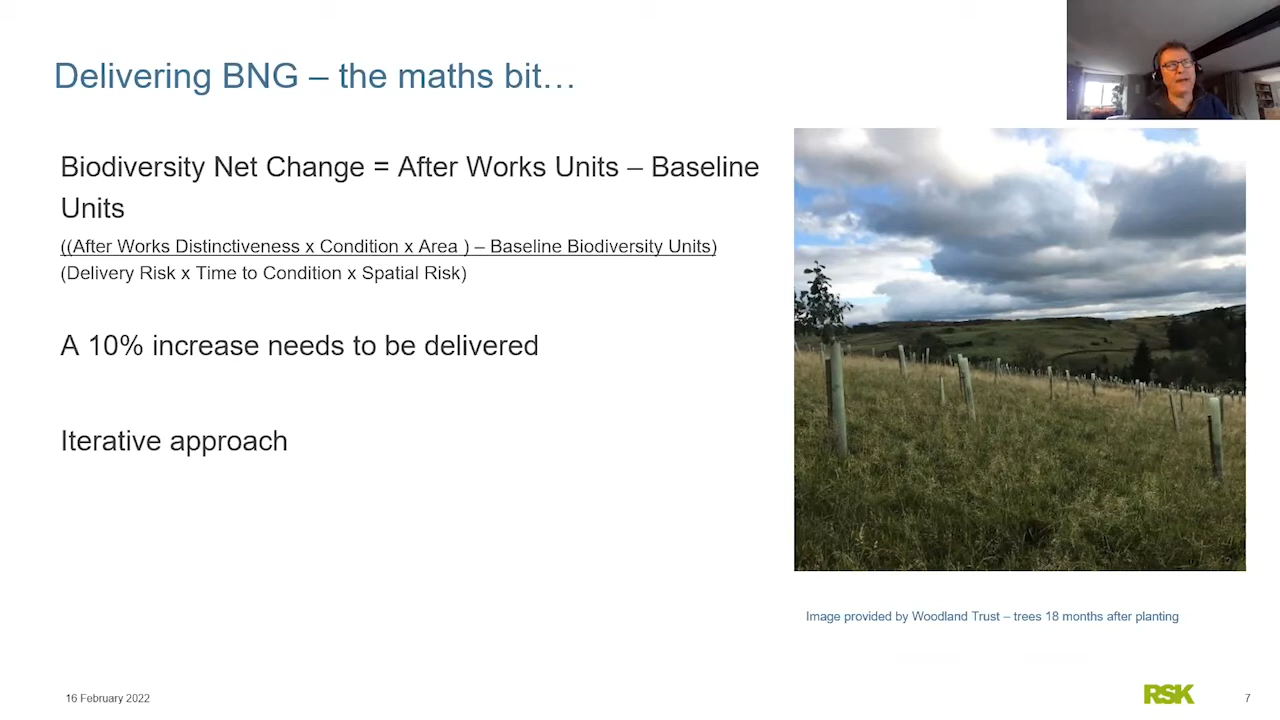 Delivering BNG – the maths bit…
Biodiversity Net Change = After Works Units – Baseline
Units
((After Works Distinctiveness x Condition x Area ) – Baseline Biodiversity Units)
(Delivery Risk x Time to Condition x Spatial Risk)
A 10% increase needs to be delivered
Iterative approach
Image provided by Woodland Trust – trees 18 months after planting
16 February 2022
RSK
7